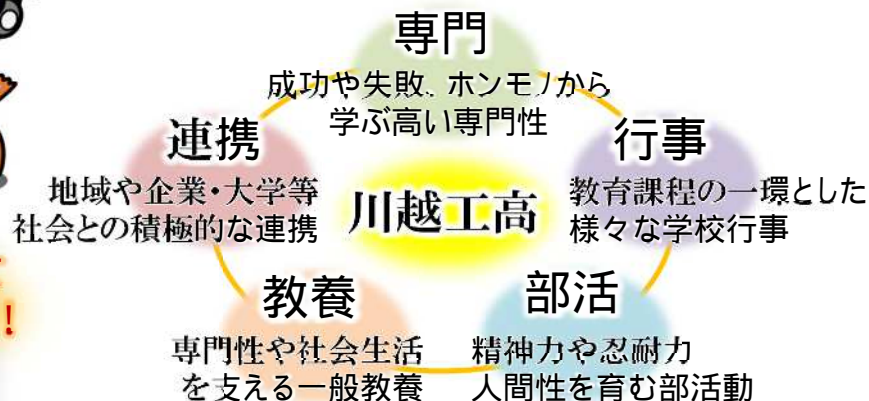 専門
成功や失敗、ホンモノから
学ぶ高い専門性
連携
地域や企業・大学等
社会との積極的な連携
川越工高
行事
教育課程の一環とした
様々な学校行事
教養
専門性や社会生活
を支える一般教養
部活
精神力や忍耐力
人間性を育む部活動
!